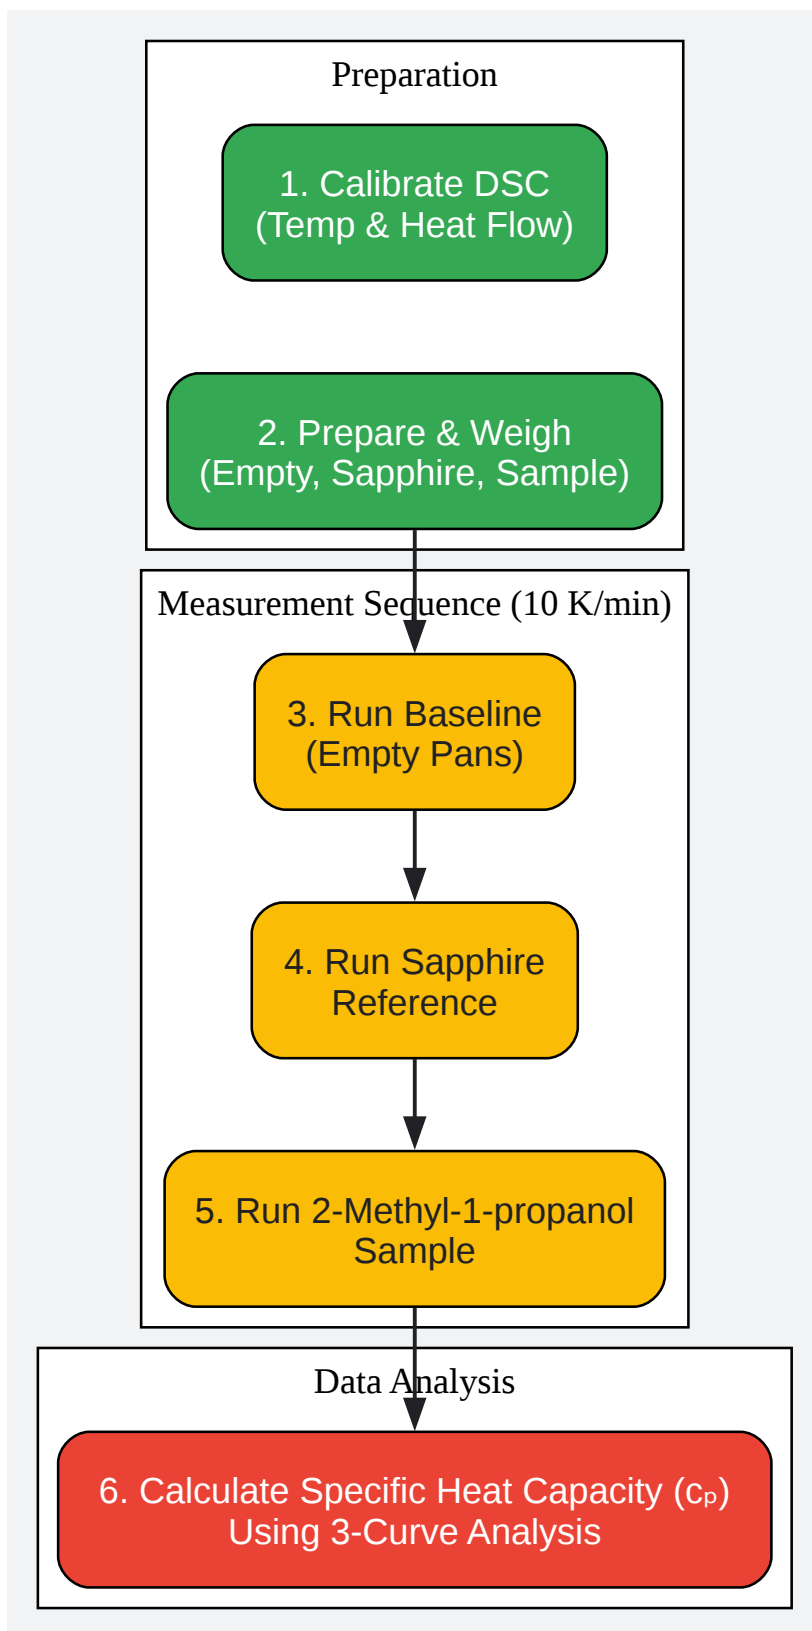 Preparation
1. Calibrate DSC
(Temp & Heat Flow)
2. Prepare & Weigh
(Empty, Sapphire, Sample)
Measurement Sequence (10 K/min)
3. Run Baseline
(Empty Pans)
4. Run Sapphire
Reference
5. Run 2-Methyl-1-propanol
Sample
Data Analysis
6. Calculate Specific Heat Capacity (cₚ)
Using 3-Curve Analysis